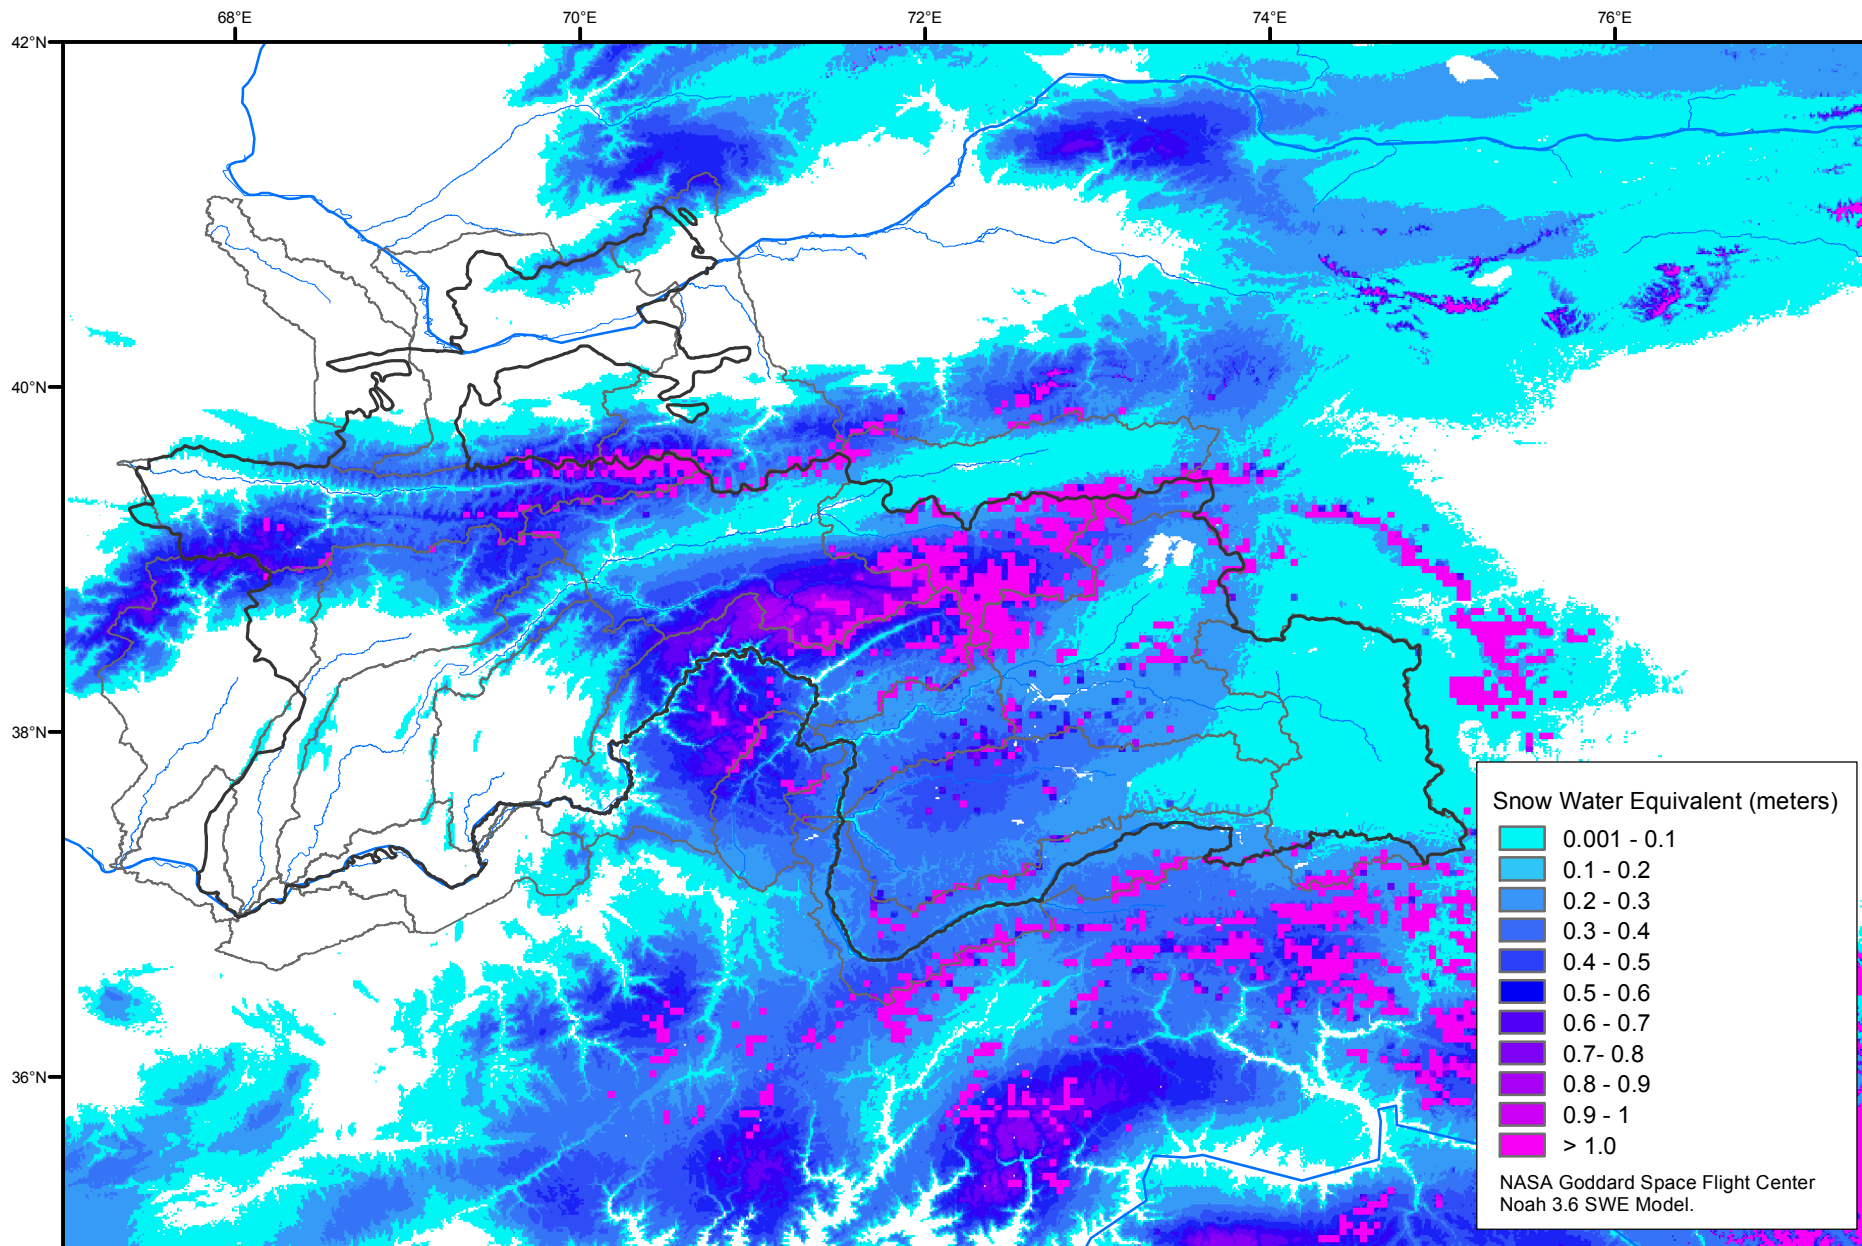 68°E 70°E 72°E 74°E 76°E
42°N
40°N
38°N
36°N
Snow Water Equivalent (meters)
0.001 - 0.1
0.1 - 0.2
0.2 - 0.3
0.3 - 0.4
0.4 - 0.5
0.5 - 0.6
0.6 - 0.7
0.7- 0.8
0.8 - 0.9
0.9 - 1
> 1.0
NASA Goddard Space Flight Center
Noah 3.6 SWE Model.